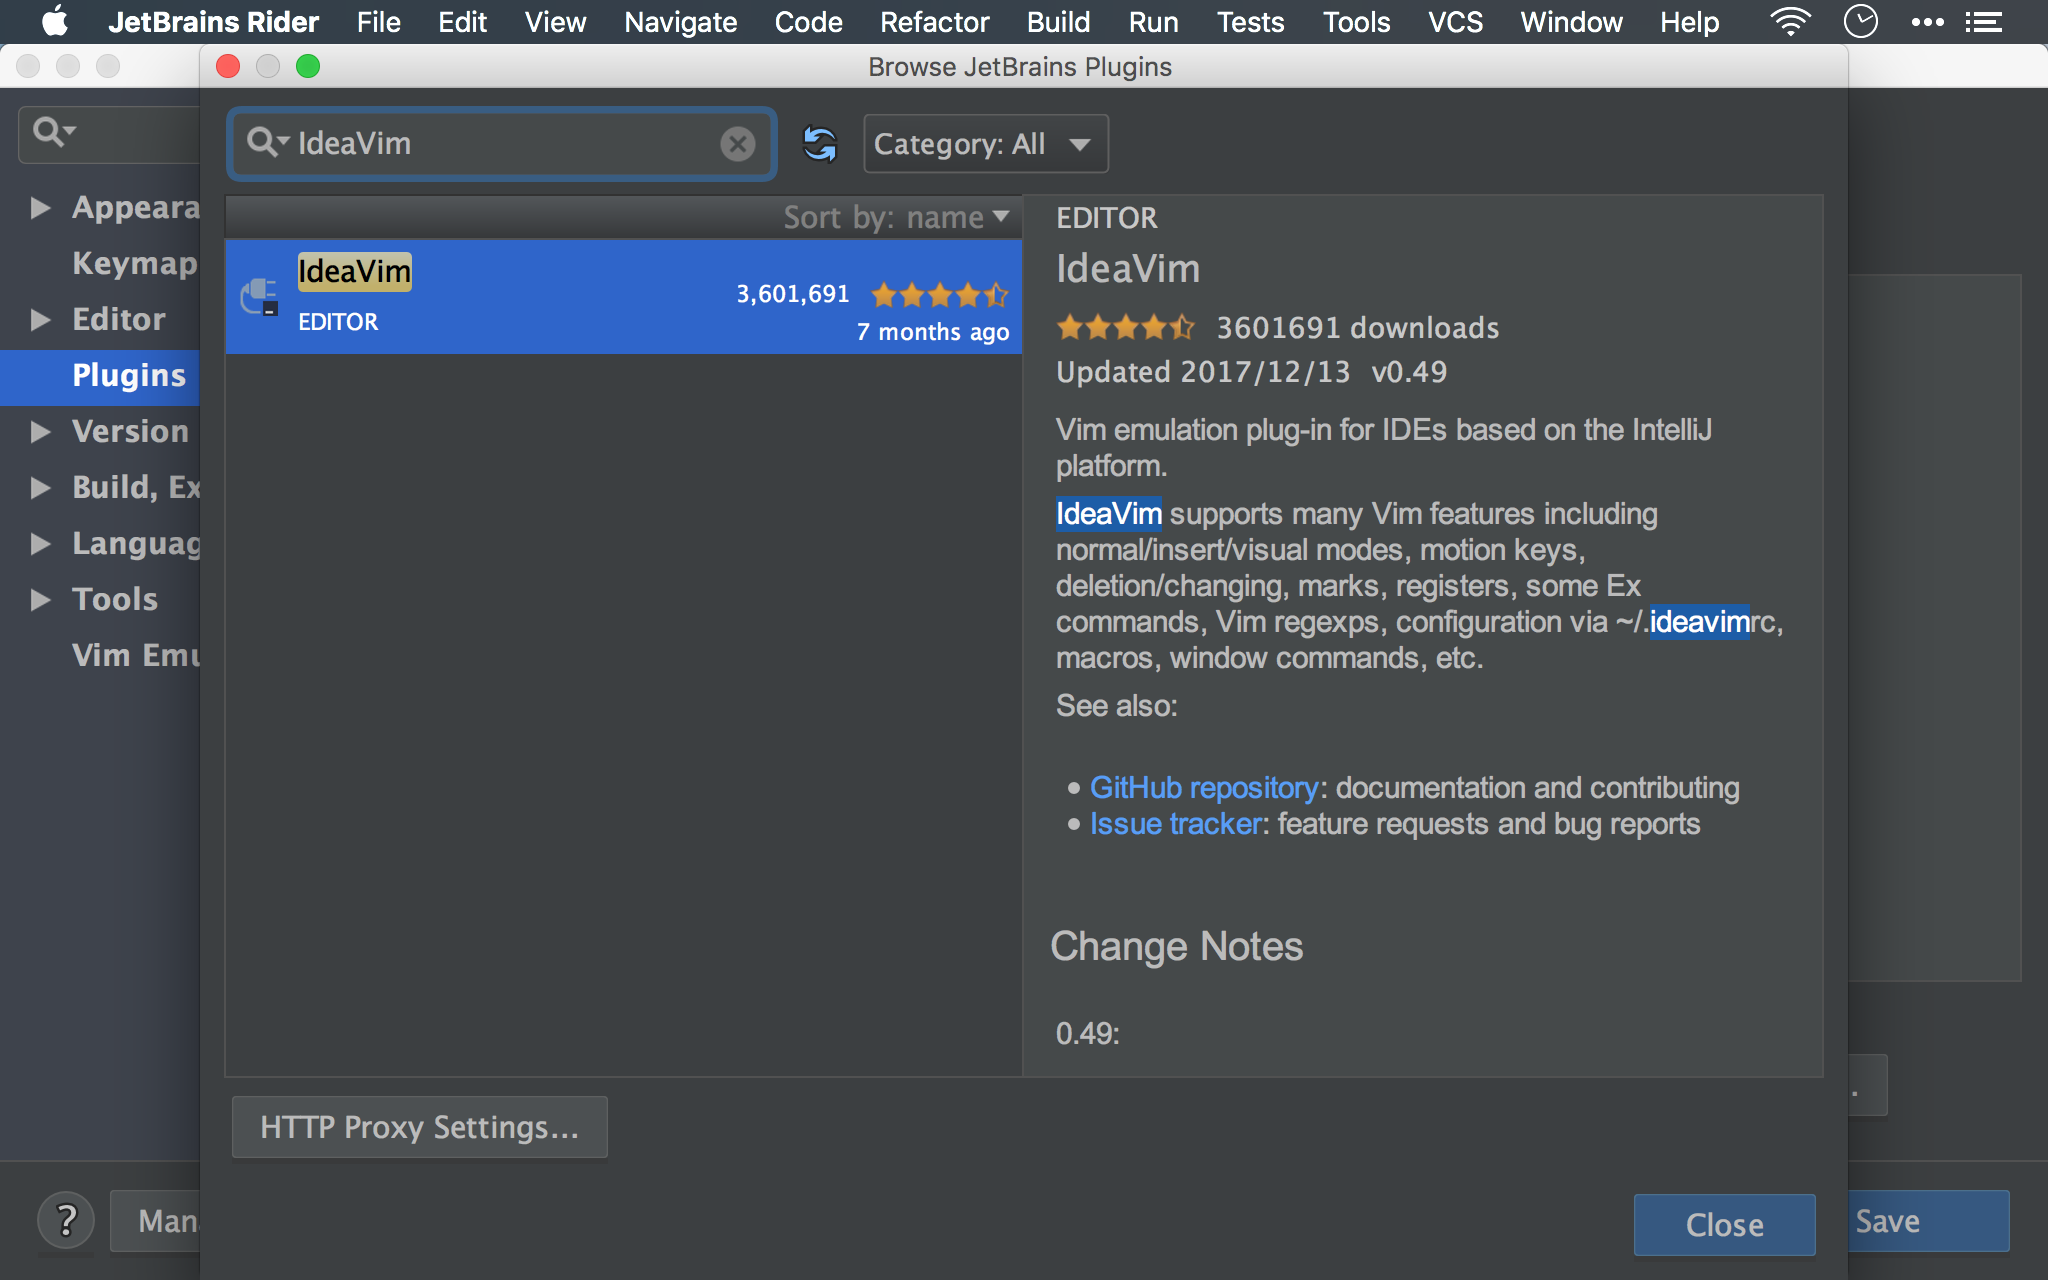 JetBrains Rider File Edit View Navigate Code Refactor Build Run Tests Tools VCS Window Help
Browse JetBrains Plugins
IdeaVim
Category: All
Appeara
Keymap
Editor
Plugins
Version
Build, Ex
Languag
Tools
Vim Emu
Sort by: name
IdeaVim
3,601,691
EDITOR
7 months ago
EDITOR
IdeaVim
3601691 downloads
Updated 2017/12/13 v0.49
Vim emulation plug-in for IDEs based on the IntelliJ
platform.
IdeaVim supports many Vim features including
normal/insert/visual modes, motion keys,
deletion/changing, marks, registers, some Ex
commands, Vim regexps, configuration via ~/.ideavimrc,
macros, window commands, etc.
See also:
• GitHub repository: documentation and contributing
• Issue tracker: feature requests and bug reports
Change Notes
0.49:
HTTP Proxy Settings...
.
?
Man
Close
Save